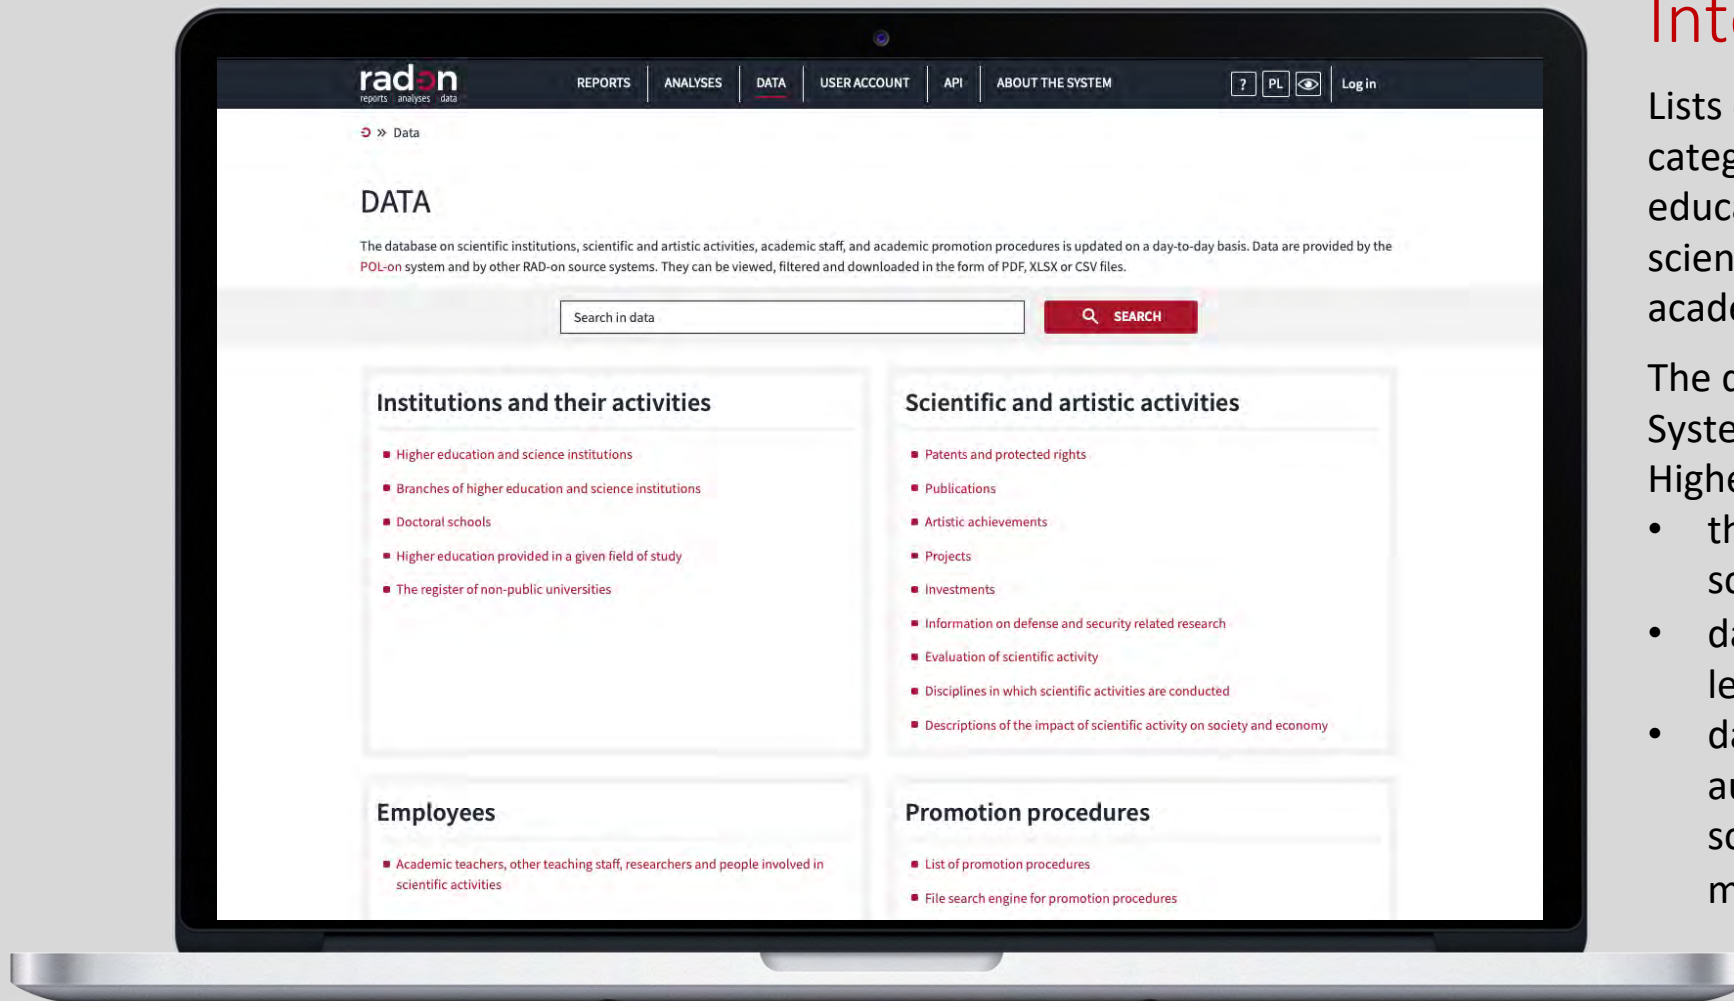 radon
reports analyses data
REPORTS
ANALYSES
DATA
USER ACCOUNT
API
ABOUT THE SYSTEM
?
PL
Log in
» Data
DATA
The database on scientific institutions, scientific and artistic activities, academic staff, and academic promotion procedures is updated on a day-to-day basis. Data are provided by the
POL-on system and by other RAD-on source systems. They can be viewed, filtered and downloaded in the form of PDF, XLSX or CSV files.
Search in data
SEARCH
Institutions and their activities
Higher education and science institutions
Branches of higher education and science institutions
Doctoral schools
Higher education provided in a given field of study
The register of non-public universities
Scientific and artistic activities
Patents and protected rights
Publications
Artistic achievements
Projects
Investments
Information on defense and security related research
Evaluation of scientific activity
Disciplines in which scientific activities are conducted
Descriptions of the impact of scientific activity on society and economy
Employees
Academic teachers, other teaching staff, researchers and people involved in
scientific activities
Promotion procedures
List of promotion procedures
File search engine for promotion procedures
Lists
The